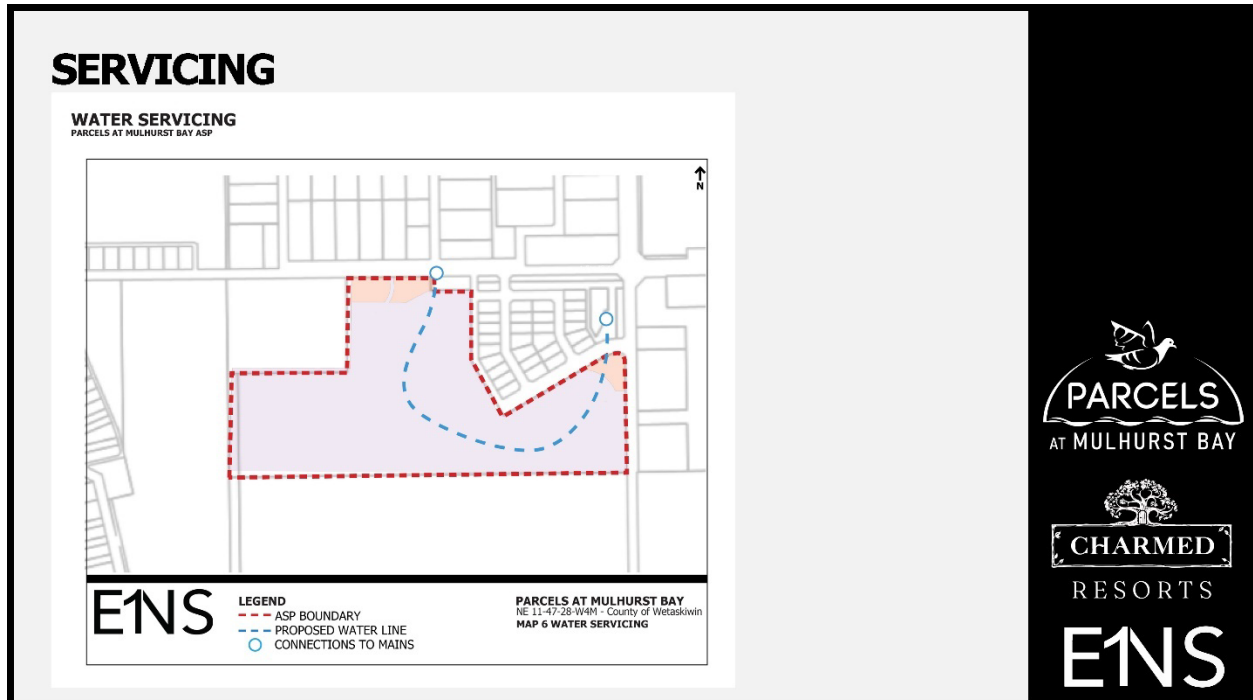 SERVICING
WATER SERVICING
PARCELS AT MULHURST BAY ASP
N
E1NS
LEGEND
ASP BOUNDARY
PROPOSED WATER LINE
CONNECTIONS TO MAINS
PARCELS AT MULHURST BAY
NE 11-47-28-W4M - County of Wetaskiwin
MAP 6 WATER SERVICING
PARCELS
AT MULHURST BAY
CHARMED
RESORTS
E1NS